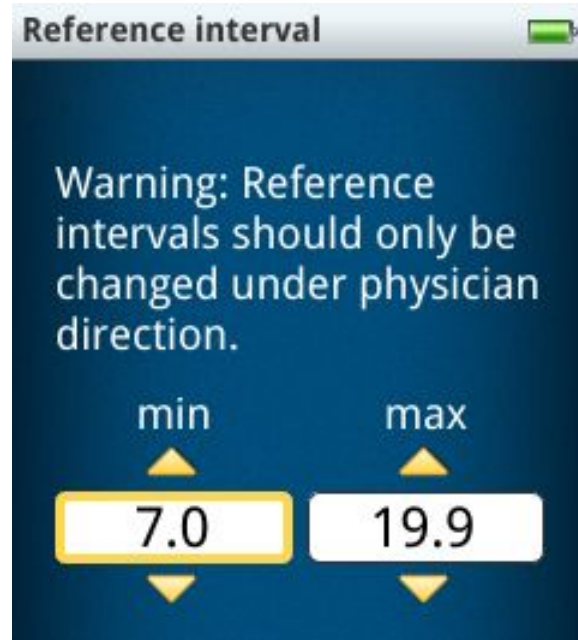 Reference interval
Warning: Reference
intervals should only be
changed under physician
direction.
min max
7.0 19.9